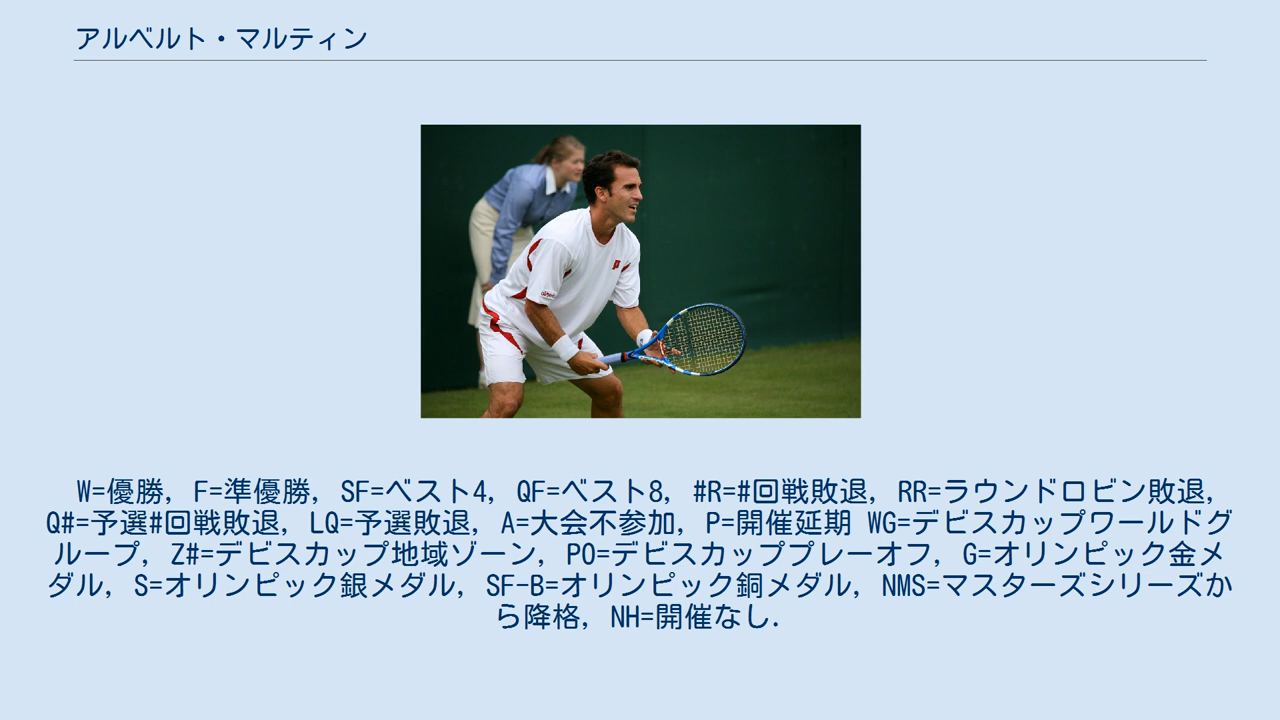 アルベルト・マルティン
W=優勝, F=準優勝, SF=ベスト4, QF=ベスト8, #R=#回戦敗退, RR=ラウンドロビン敗退,
Q#=予選#回戦敗退, LQ=予選敗退, A=大会不参加, P=開催延期 WG=デビスカップワールドグ
ループ, Z#=デビスカップ地域ゾーン, PO=デビスカッププレーオフ, G=オリンピック金メ
ダル, S=オリンピック銀メダル, SF-B=オリンピック銅メダル, NMS=マスターズシリーズか
ら降格, NH=開催なし.